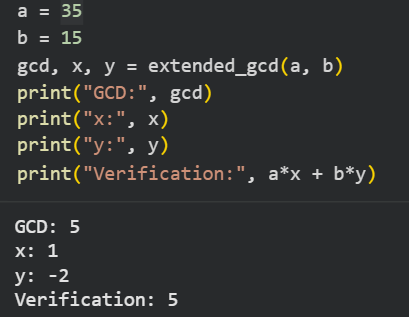 a = 35
b = 15
gcd, x, y = extended_gcd(a, b)
print("GCD:", gcd)
print("x:", x)
print("y:", y)
print("Verification:", a*x + b*y)
GCD: 5
x: 1
y: -2
Verification: 5